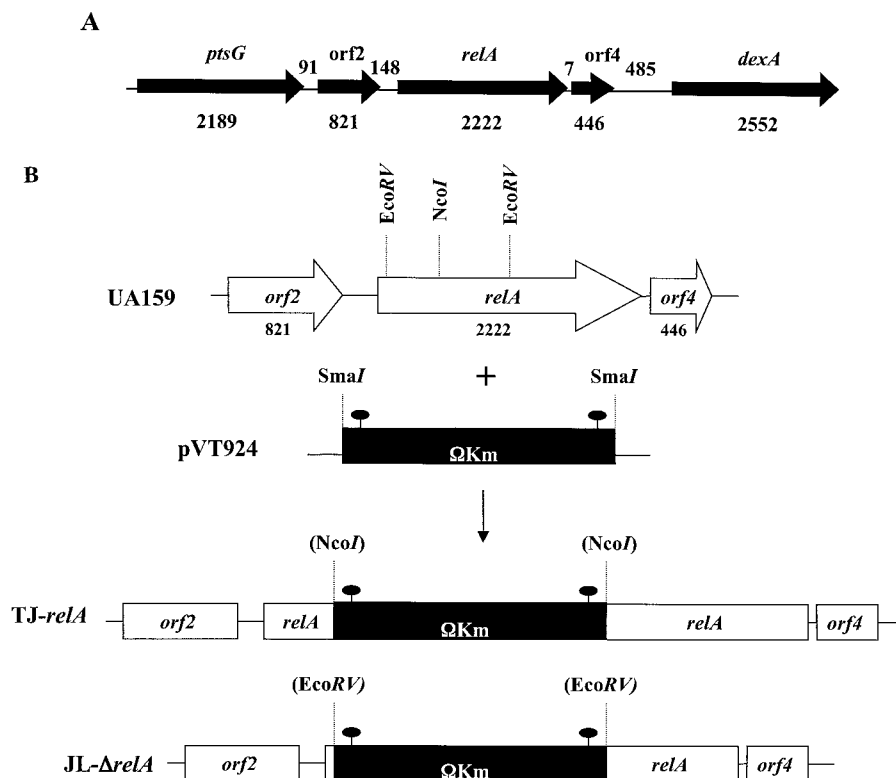 A
ptsG 91 orf2 148 relA 7 orf4 485 dexA
2189 821 2222 446 2552
B
EcoRV NcoI EcoRV
UA159 orf2 relA orf4
821 2222 446
SmaI + SmaI
pVT924 ΩKm
(NcoI) (NcoI)
TJ-relA orf2 relA ΩKm relA orf4
(EcoRV) (EcoRV)
JL-ΔrelA orf2 ΩKm relA orf4